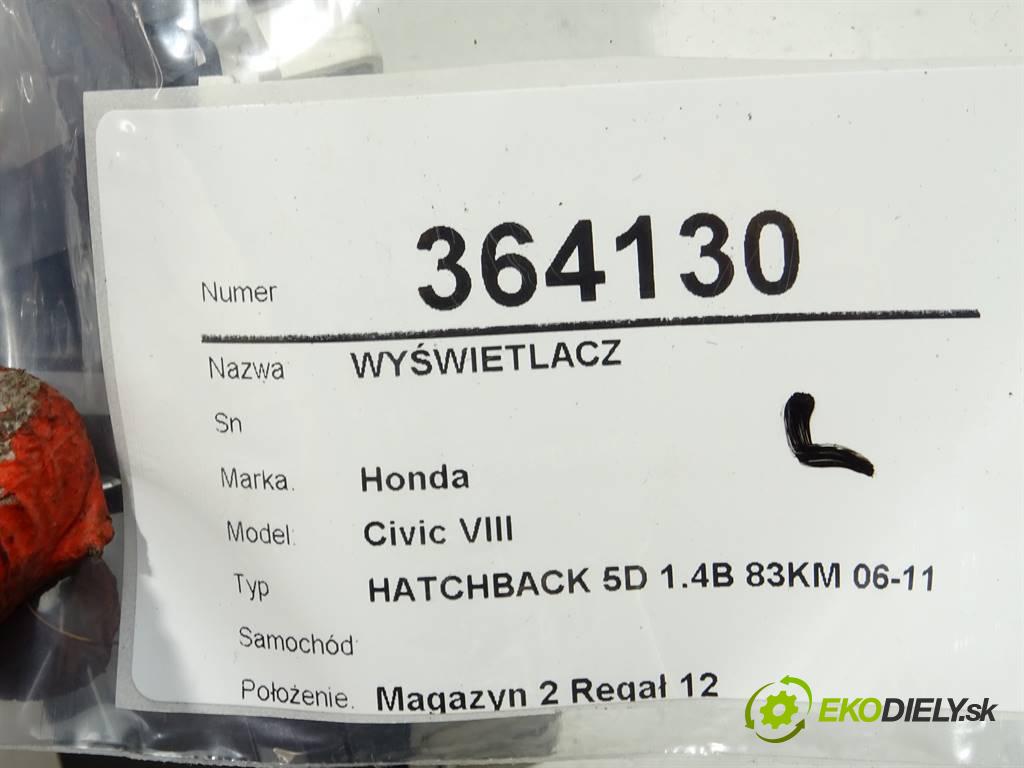 Numer 364130
Nazwa WYŚWIETLACZ
Sn
Marka. Honda
Model: Civic VIII
Typ HATCHBACK 5D 1.4B 83KM 06-11
Samochód
Położenie. Magazyn 2 Regał 12
L
EKODIELY.sk